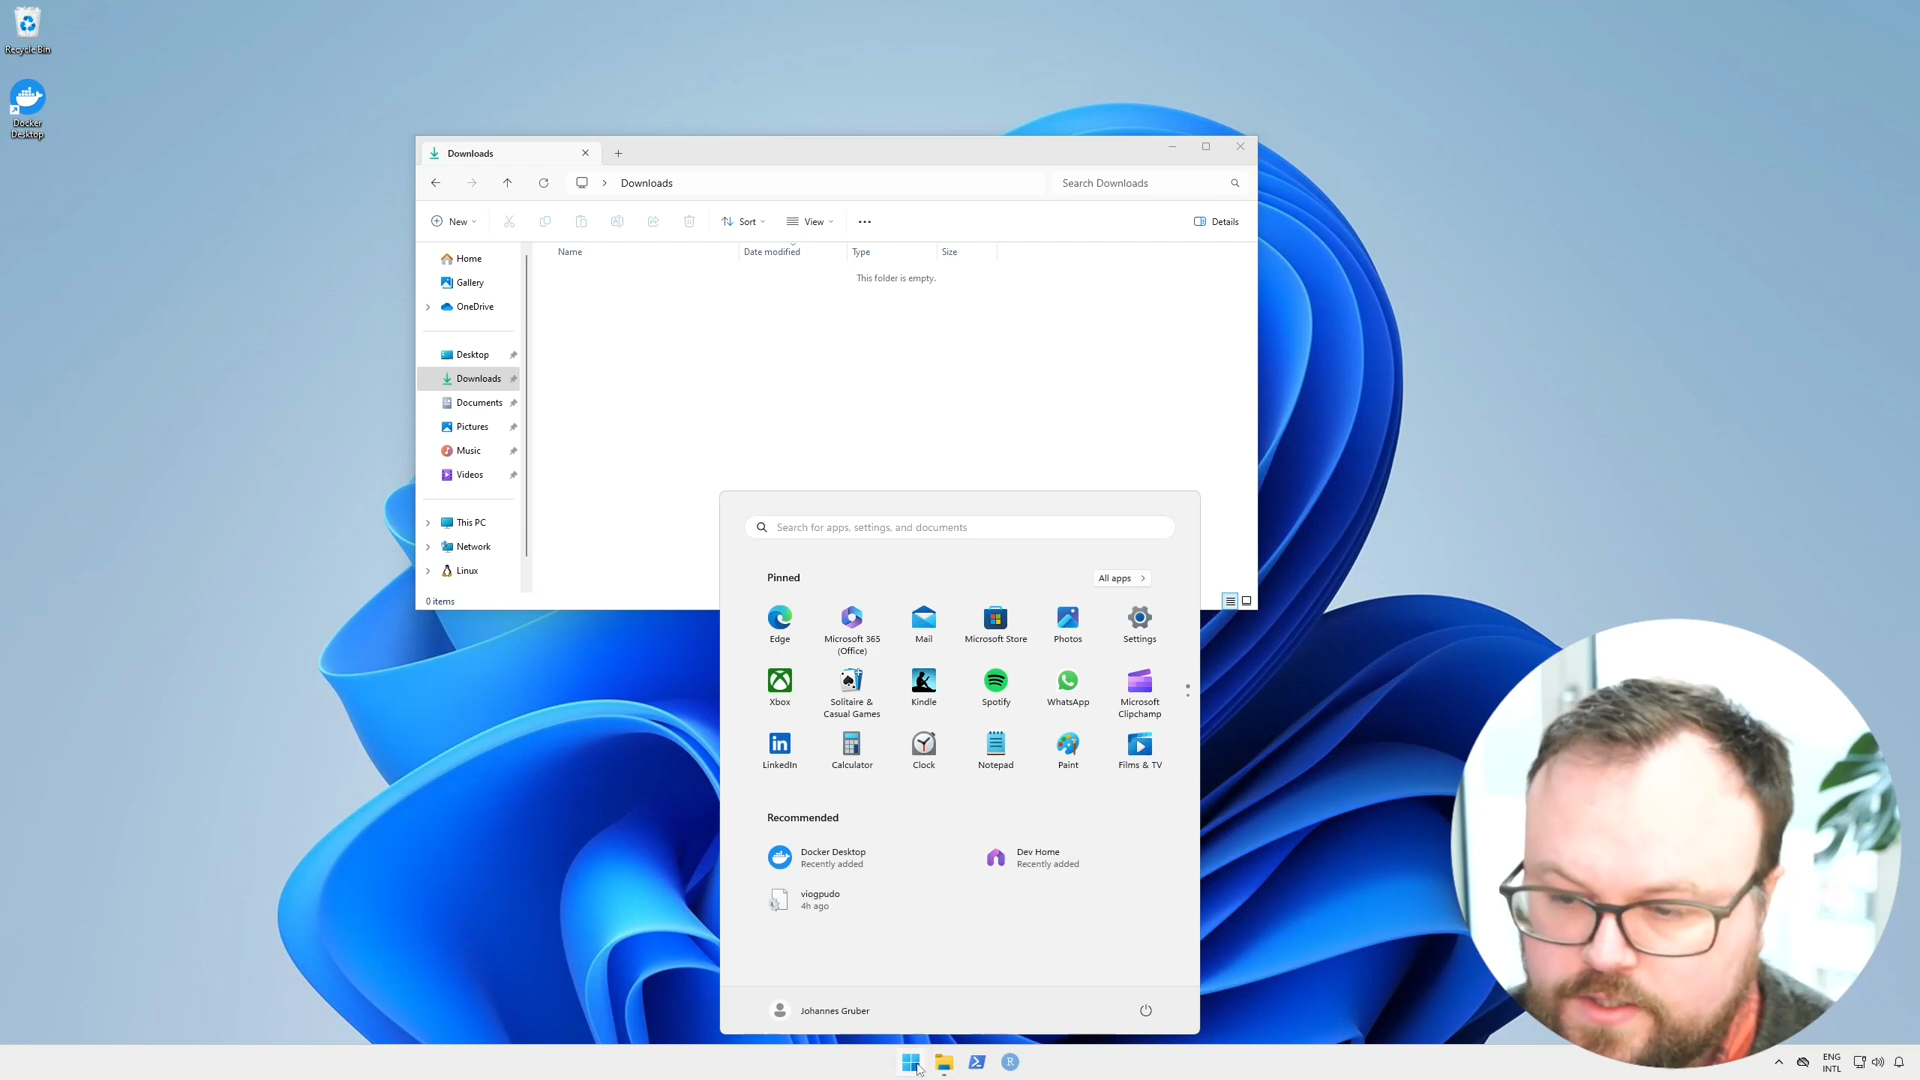 Recycle Bin
Docker
Desktop
Downloads
Downloads
Search Downloads
New
Sort
View
Details
Name
Date modified
Type
Size
This folder is empty.
Home
Gallery
OneDrive
Desktop
Downloads
Documents
Pictures
Music
Videos
This PC
Network
Linux
0 items
Search for apps, settings, and documents
Pinned
All apps
Edge
Microsoft 365
(Office)
Mail
Microsoft Store
Photos
Settings
Xbox
Solitaire &
Casual Games
Kindle
Spotify
WhatsApp
Microsoft
Clipchamp
LinkedIn
Calculator
Clock
Notepad
Paint
Films & TV
Recommended
Docker Desktop
Recently added
Dev Home
Recently added
viogpudo
4h ago
Johannes Gruber
R
ENG
INTL